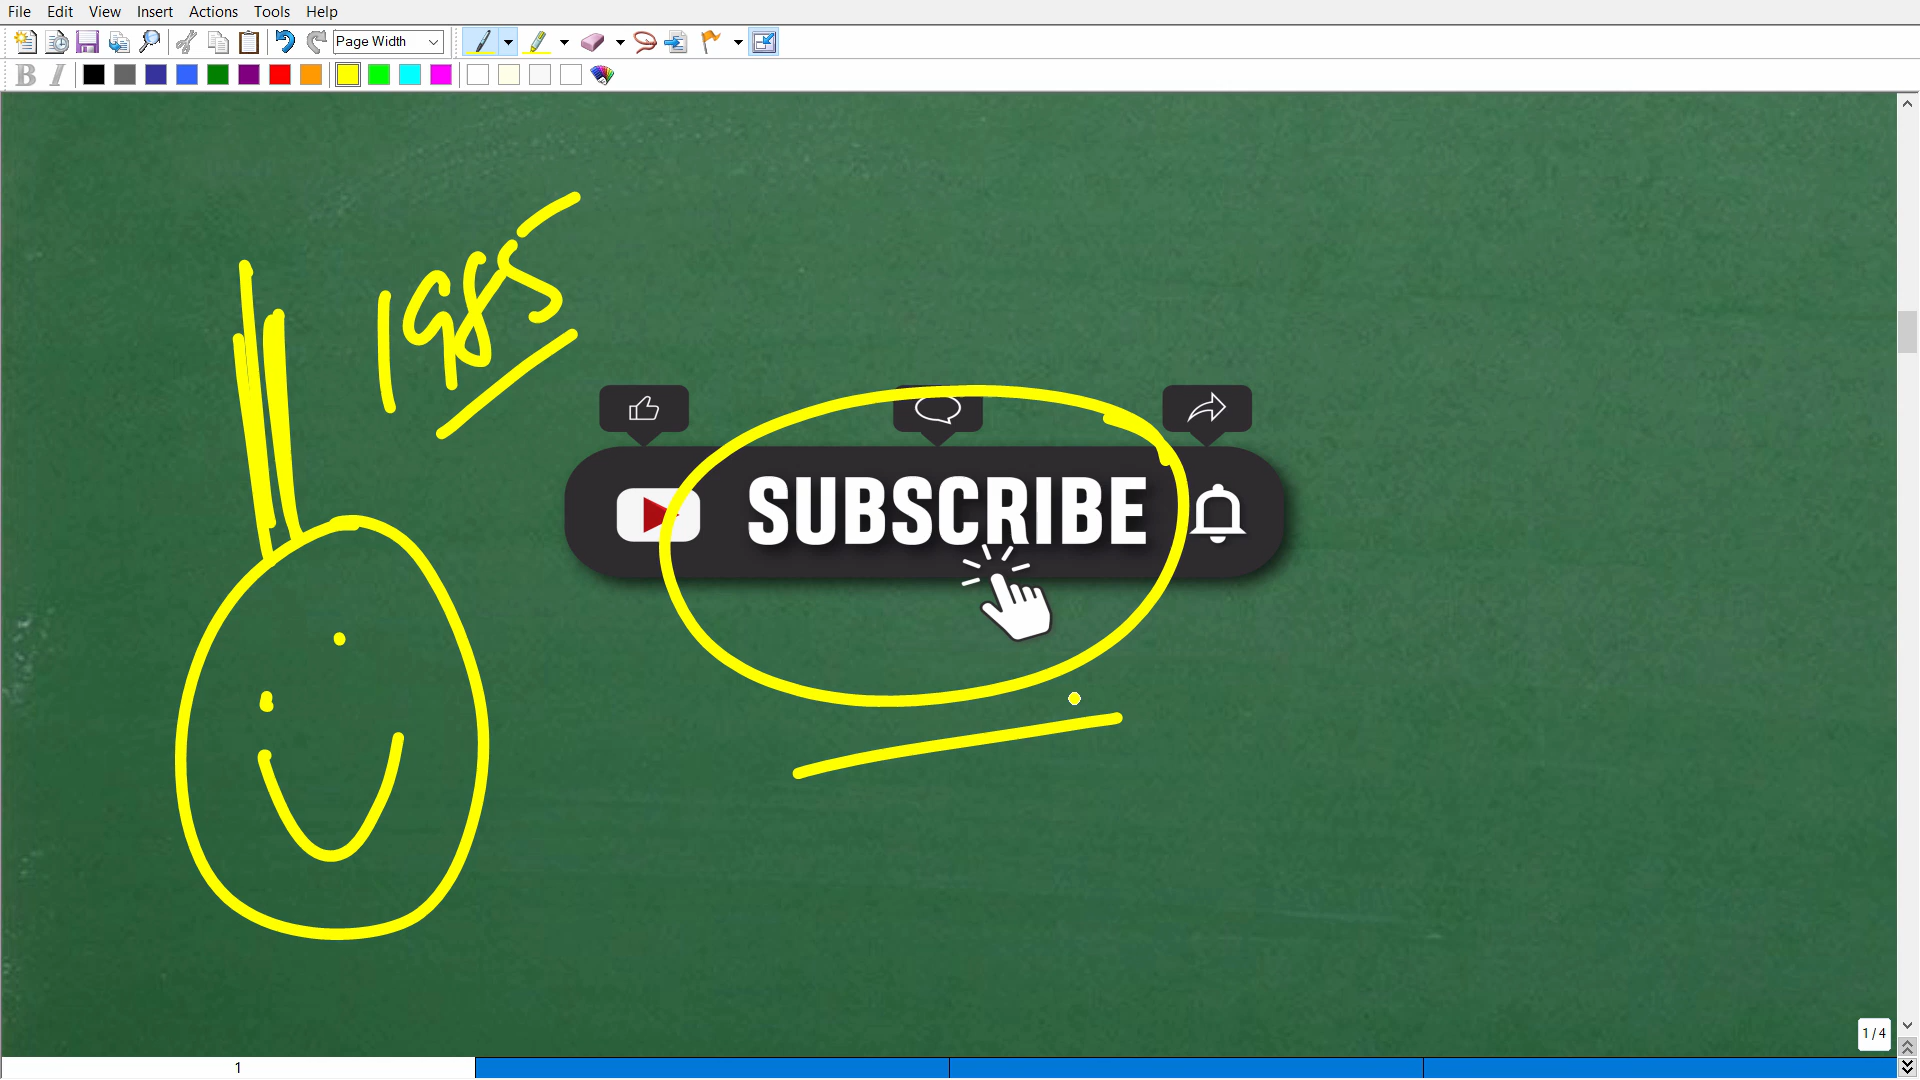 File Edit View Insert Actions Tools Help
Page Width
B I
1985
SUBSCRIBE
1 / 4
1